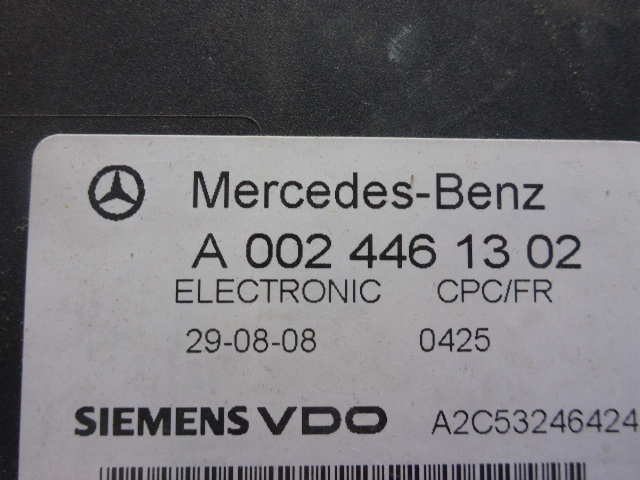 Mercedes-Benz
A 002 446 13 02
ELECTRONIC CPC/FR
29-08-08 0425
SIEMENS VDO A2C53246424